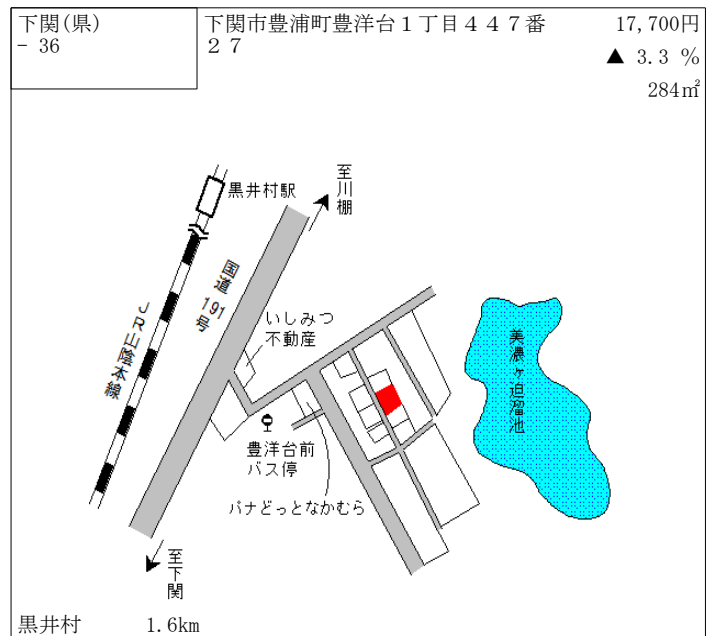 下関(県)
- 36
下関市豊浦町豊洋台１丁目４４７番
２７
17,700円
▲ 3.3 %
284㎡
黒井村駅
至川棚
国道191号
JR山陰本線
いしみつ
不動産
美濃ヶ迫溜池
豊洋台前
バス停
パナどっとなかむら
至下関
黒井村 1.6km